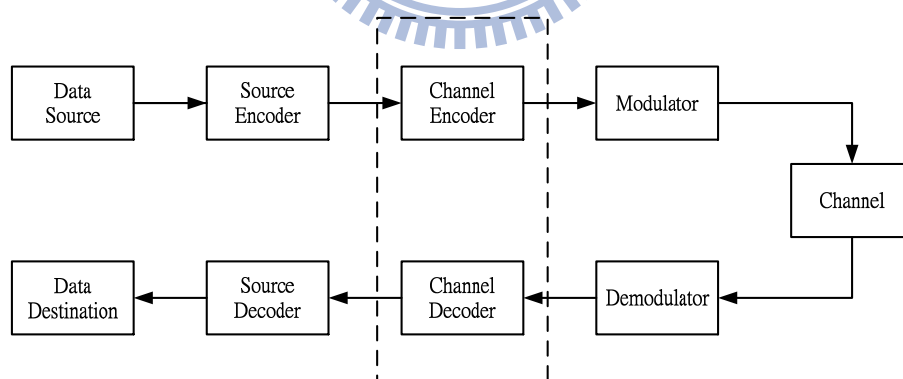 Data
Source
Source
Encoder
Channel
Encoder
Modulator
Channel
Data
Destination
Source
Decoder
Channel
Decoder
Demodulator